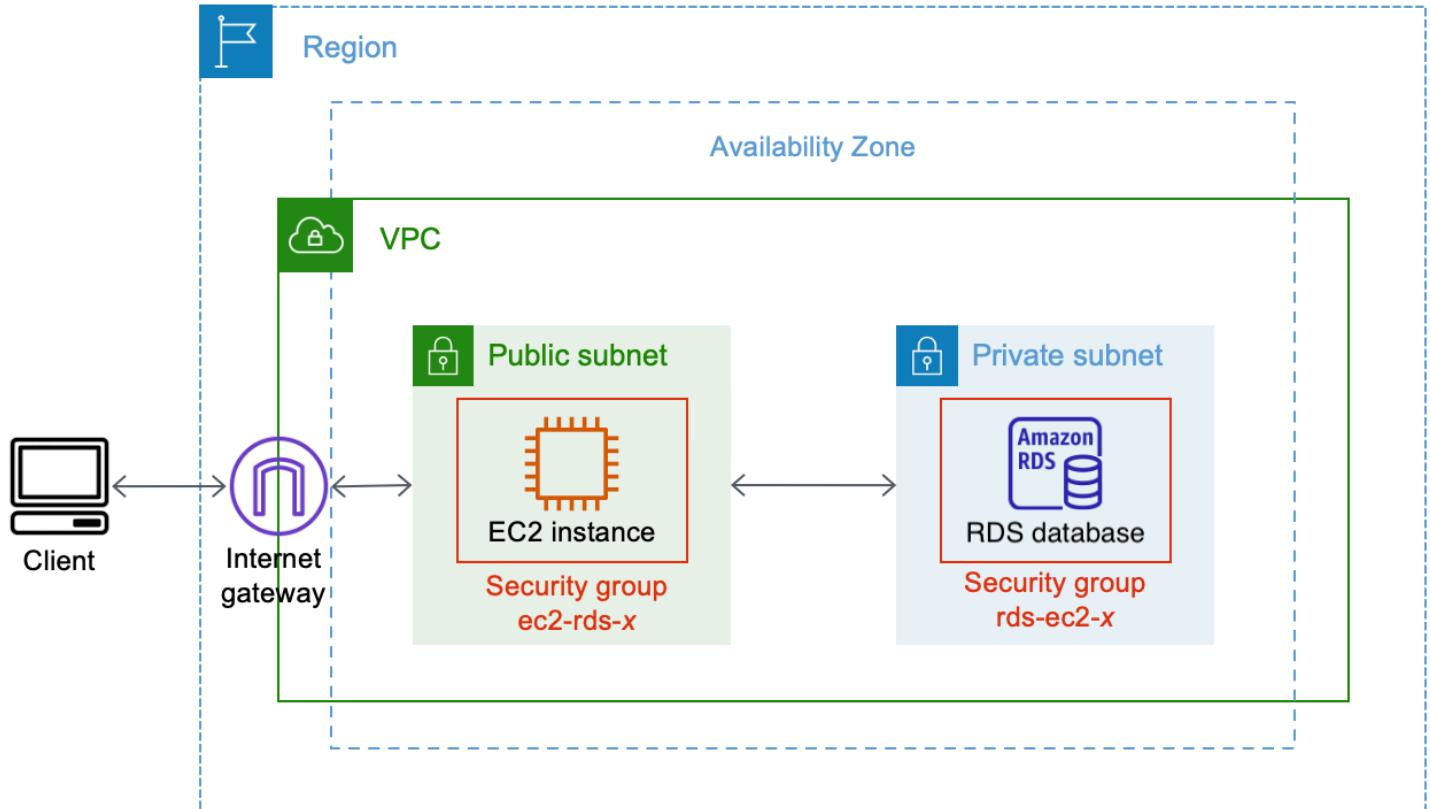 Region
Availability Zone
VPC
Public subnet
Private subnet
Amazon
RDS
EC2 instance
RDS database
Client
Internet
gateway
Security group
ec2-rds-x
Security group
rds-ec2-x